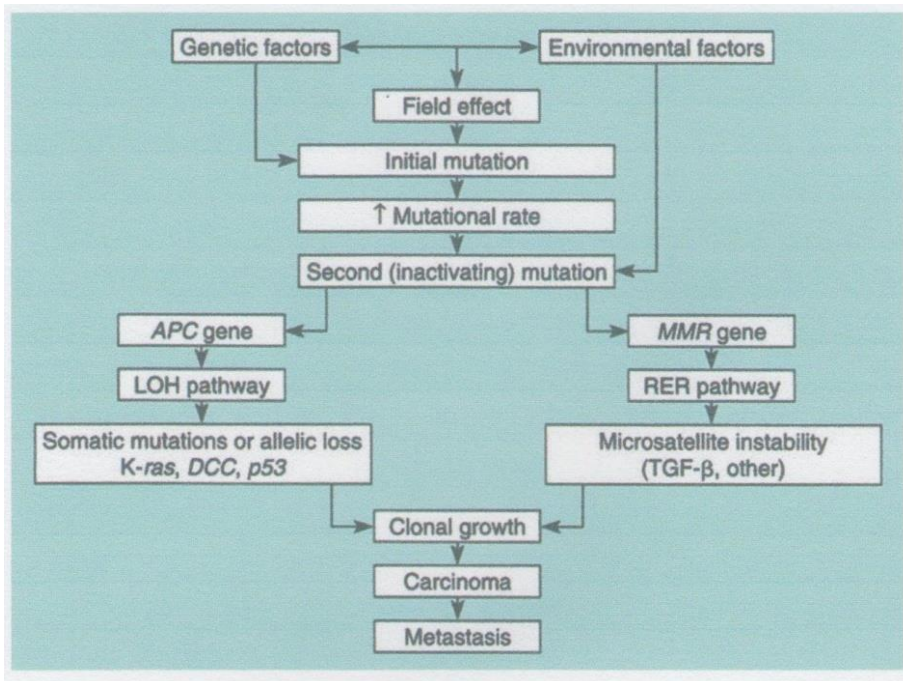 Genetic factors
Environmental factors
Field effect
Initial mutation
↑ Mutational rate
Second (inactivating) mutation
APC gene
MMR gene
LOH pathway
RER pathway
Somatic mutations or allelic loss
K-ras, DCC, p53
Microsatellite instability
(TGF-β, other)
Clonal growth
Carcinoma
Metastasis